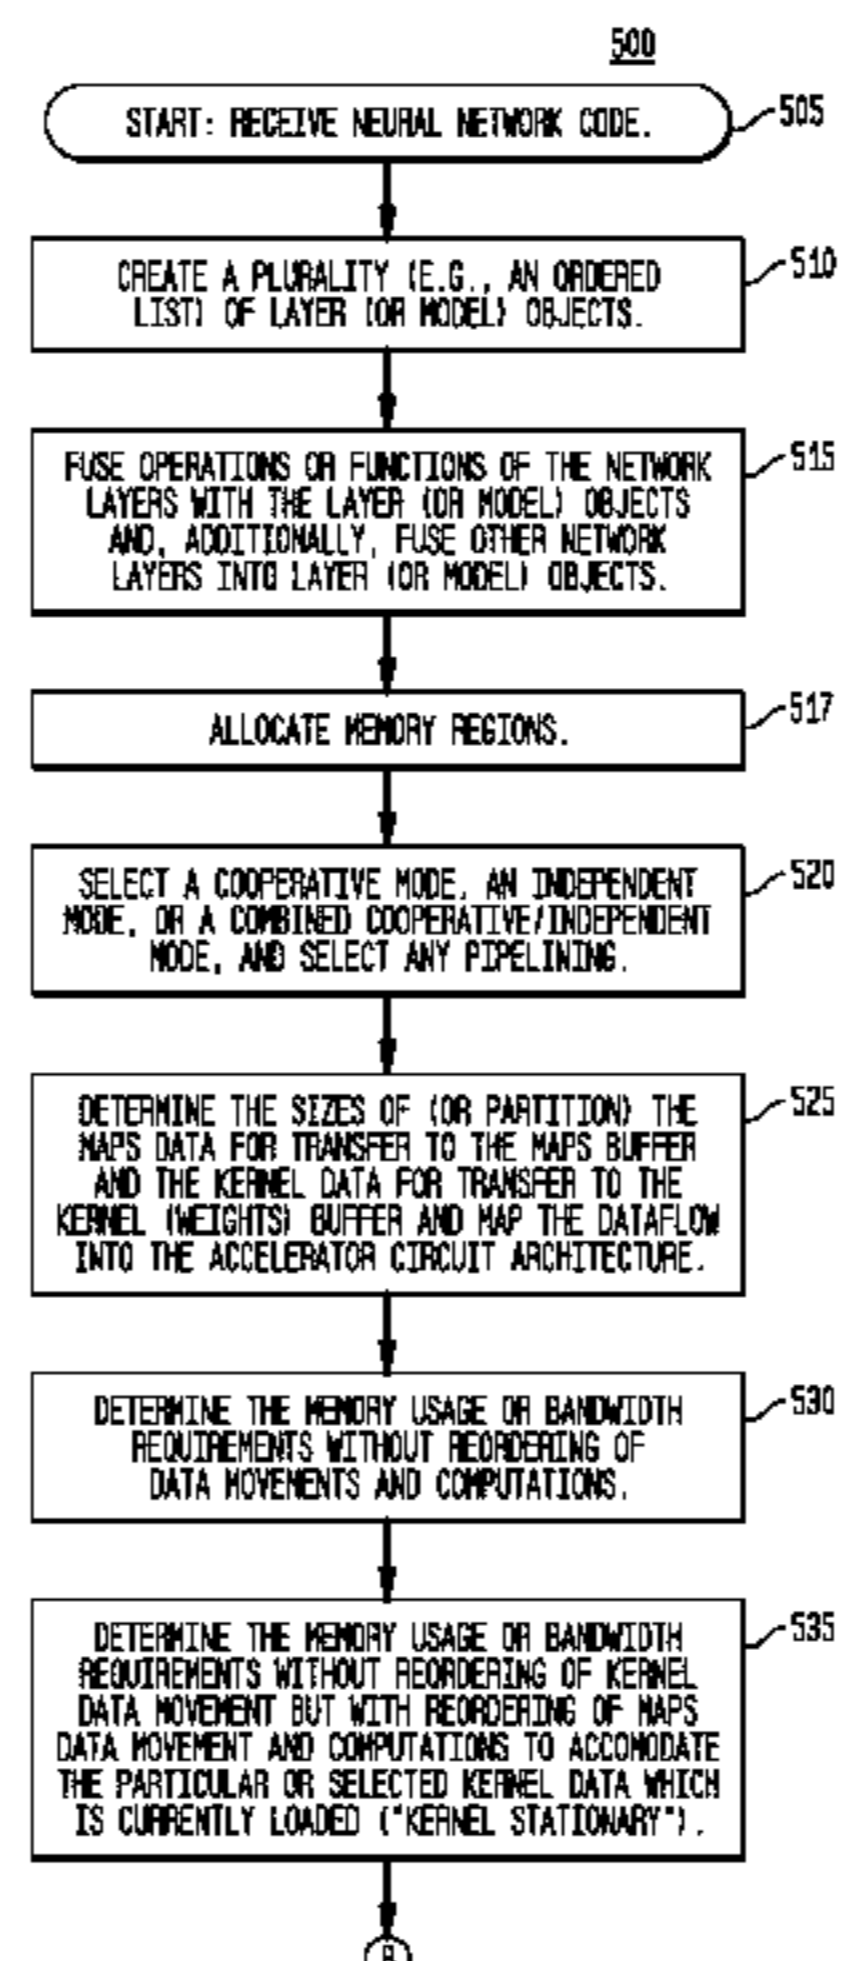 500
START: RECEIVE NEURAL NETWORK CODE.
505
CREATE A PLURALITY (E.G., AN ORDERED
LIST) OF LAYER (OR MODEL) OBJECTS.
510
FUSE OPERATIONS OR FUNCTIONS OF THE NETWORK
LAYERS WITH THE LAYER (OR MODEL) OBJECTS
AND, ADDITIONALLY, FUSE OTHER NETWORK
LAYERS INTO LAYER (OR MODEL) OBJECTS.
515
ALLOCATE MEMORY REGIONS.
517
SELECT A COOPERATIVE MODE, AN INDEPENDENT
MODE, OR A COMBINED COOPERATIVE/INDEPENDENT
MODE, AND SELECT ANY PIPELINING.
520
DETERMINE THE SIZES OF (OR PARTITION) THE
MAPS DATA FOR TRANSFER TO THE MAPS BUFFER
AND THE KERNEL DATA FOR TRANSFER TO THE
KERNEL (WEIGHTS) BUFFER AND MAP THE DATAFLOW
INTO THE ACCELERATOR CIRCUIT ARCHITECTURE.
525
DETERMINE THE MEMORY USAGE OR BANDWIDTH
REQUIREMENTS WITHOUT REORDERING OF
DATA MOVEMENTS AND COMPUTATIONS.
530
DETERMINE THE MEMORY USAGE OR BANDWIDTH
REQUIREMENTS WITHOUT REORDERING OF KERNEL
DATA MOVEMENT BUT WITH REORDERING OF MAPS
DATA MOVEMENT AND COMPUTATIONS TO ACCOMODATE
THE PARTICULAR OR SELECTED KERNEL DATA WHICH
IS CURRENTLY LOADED ("KERNEL STATIONARY").
535